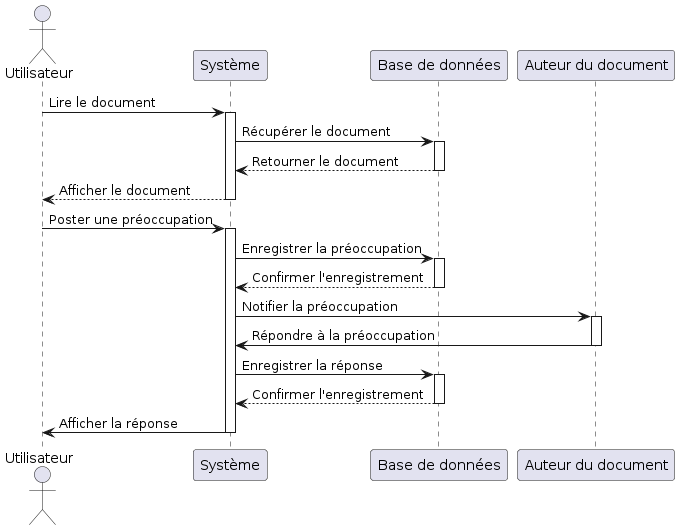 Utilisateur
Système
Base de données
Auteur du document
Lire le document
Récupérer le document
Retourner le document
Afficher le document
Poster une préoccupation
Enregistrer la préoccupation
Confirmer l'enregistrement
Notifier la préoccupation
Répondre à la préoccupation
Enregistrer la réponse
Confirmer l'enregistrement
Afficher la réponse
Utilisateur
Système
Base de données
Auteur du document